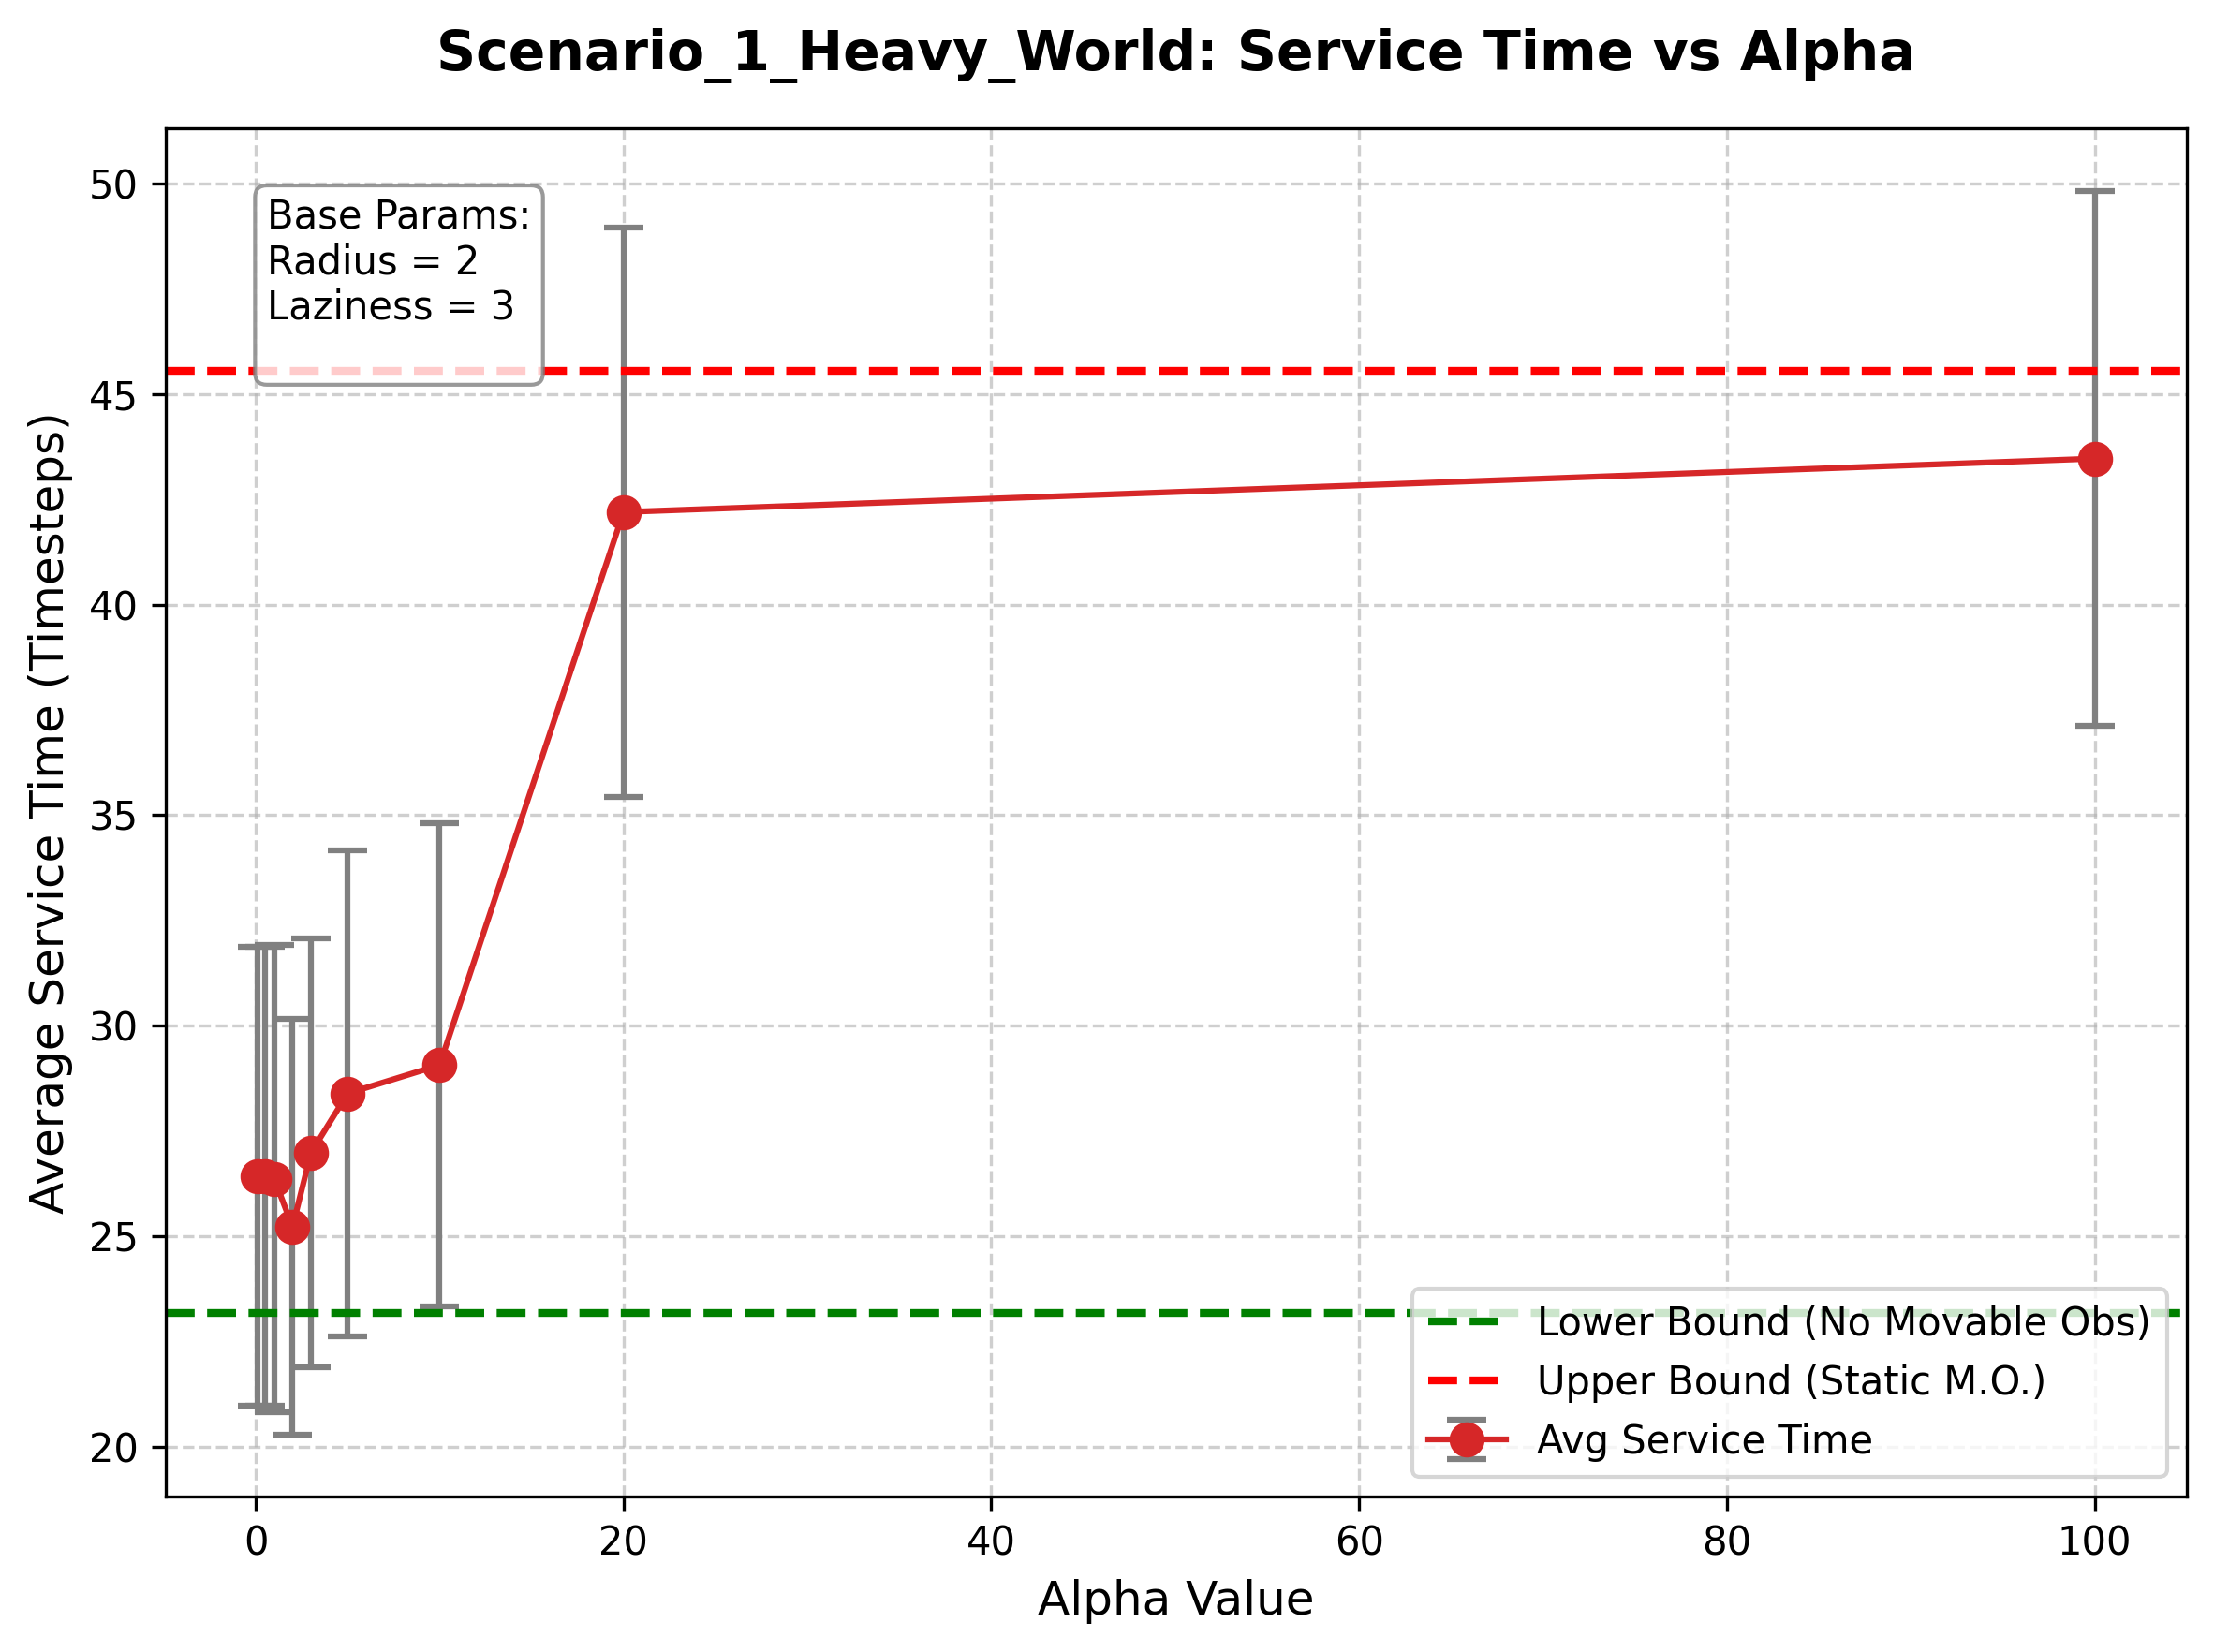 Scenario_1_Heavy_World: Service Time vs Alpha
Base Params:
Radius = 2
Laziness = 3
50
45
40
35
30
25
20
Average Service Time (Timesteps)
Lower Bound (No Movable Obs)
Upper Bound (Static M.O.)
Avg Service Time
0
20
40
60
80
100
Alpha Value